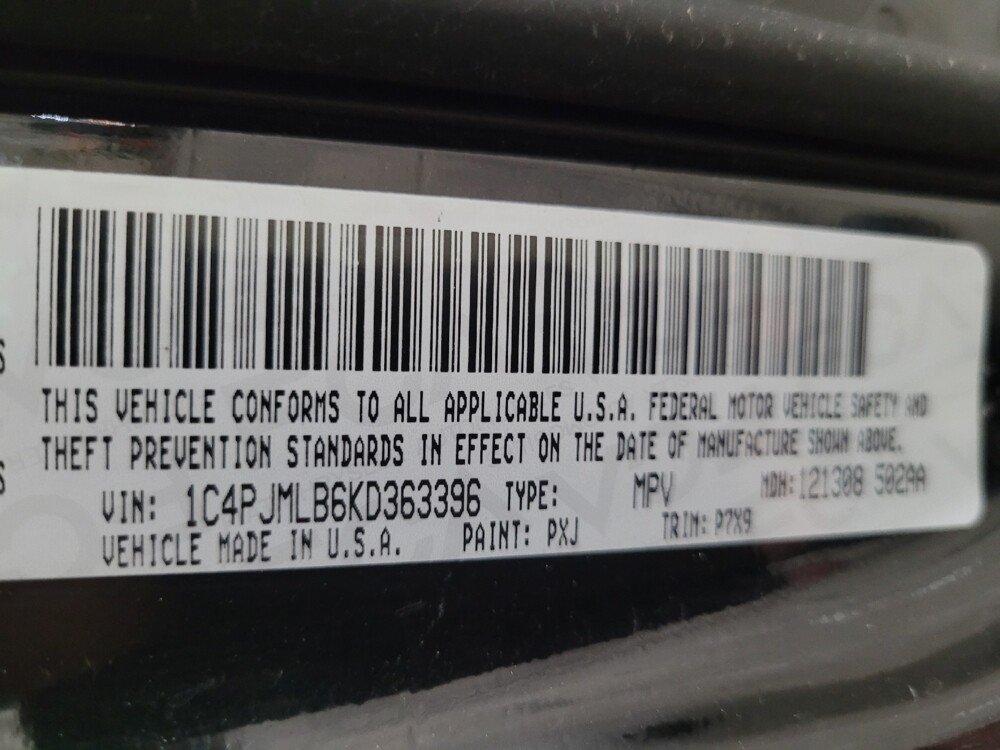 THIS VEHICLE CONFORMS TO ALL APPLICABLE U.S.A. FEDERAL MOTOR VEHICLE SAFETY AND
THEFT PREVENTION STANDARDS IN EFFECT ON THE DATE OF MANUFACTURE SHOWN ABOVE.
VIN: 1C4PJMLB6KD363396 TYPE: MPV MDH: 121308 502AA
VEHICLE MADE IN U.S.A. PAINT: PXJ TRIM: P7X9